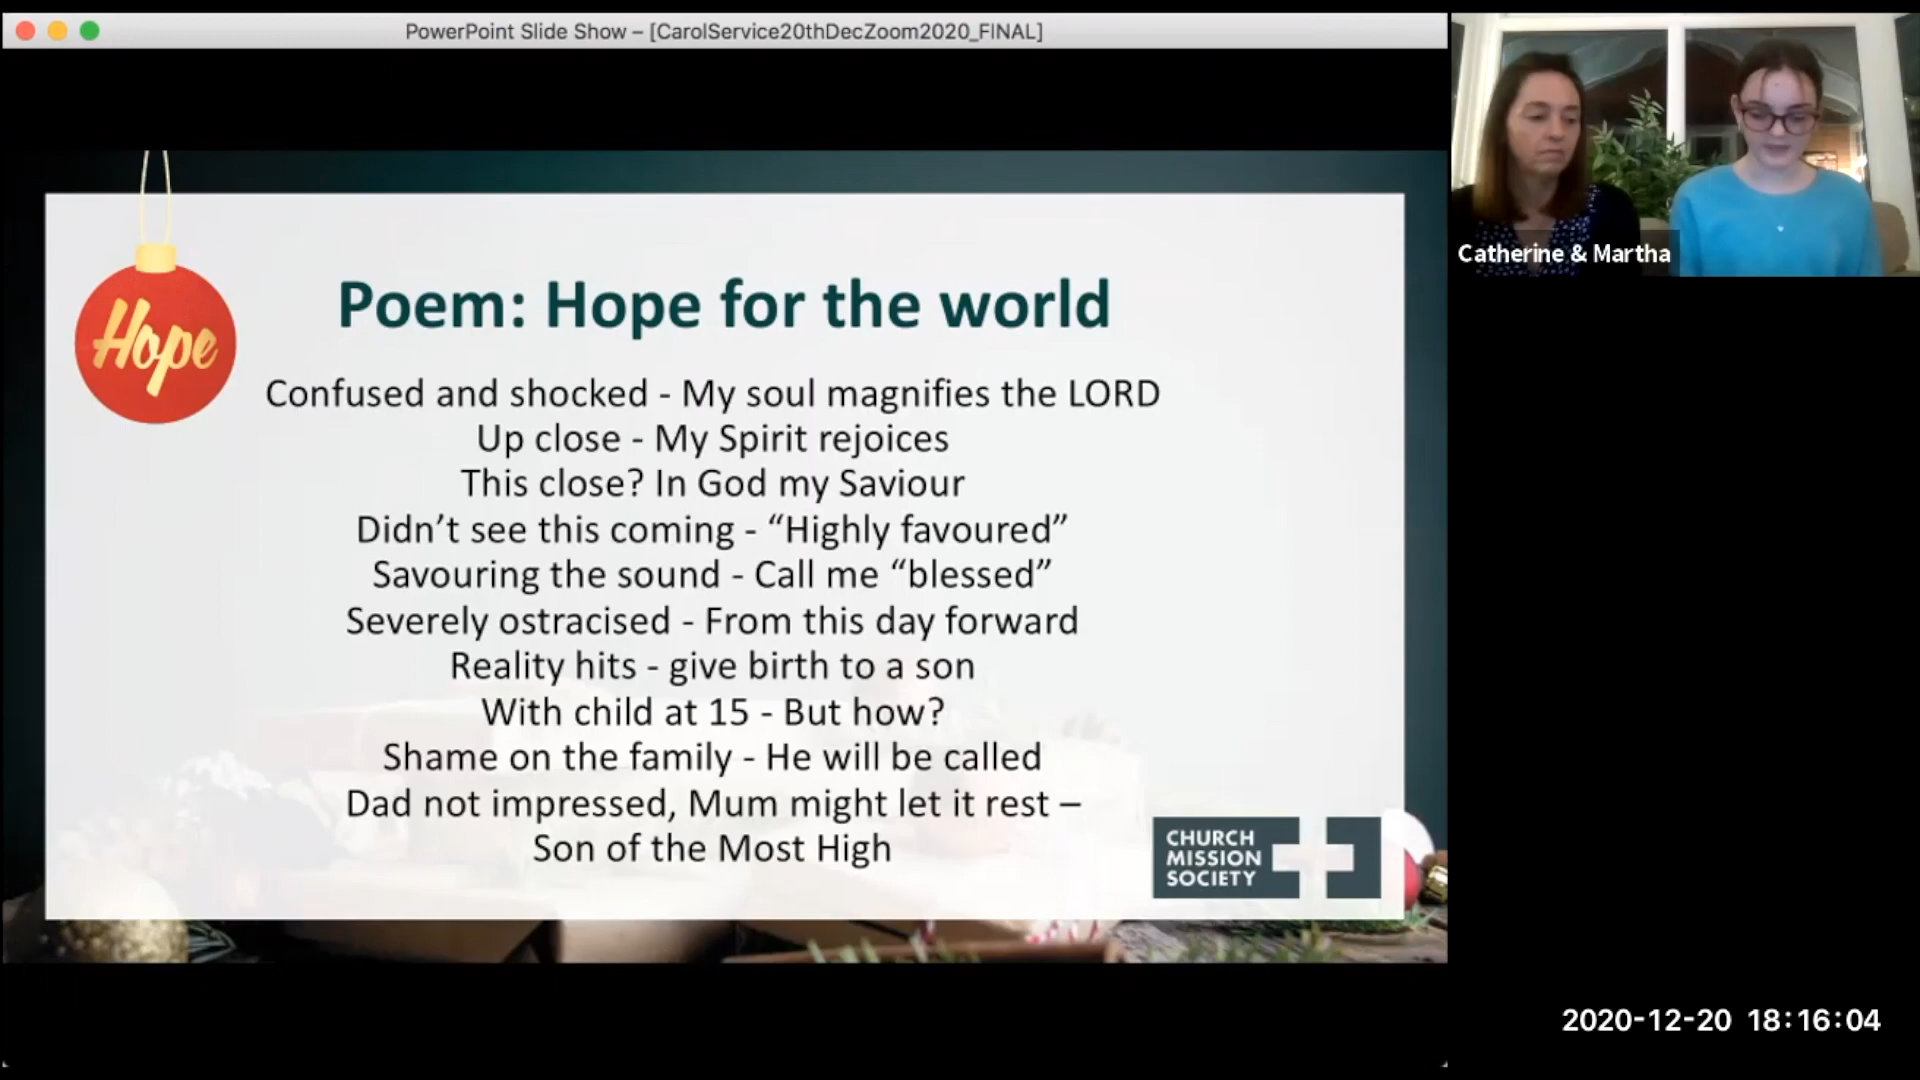 PowerPoint Slide Show – [CarolService20thDecZoom2020_FINAL]
Hope
Poem: Hope for the world
Confused and shocked - My soul magnifies the LORD
Up close - My Spirit rejoices
This close? In God my Saviour
Didn’t see this coming - “Highly favoured”
Savouring the sound - Call me “blessed”
Severely ostracised - From this day forward
Reality hits - give birth to a son
With child at 15 - But how?
Shame on the family - He will be called
Dad not impressed, Mum might let it rest –
Son of the Most High
CHURCH
MISSION
SOCIETY
Catherine & Martha
2020-12-20 18:16:04